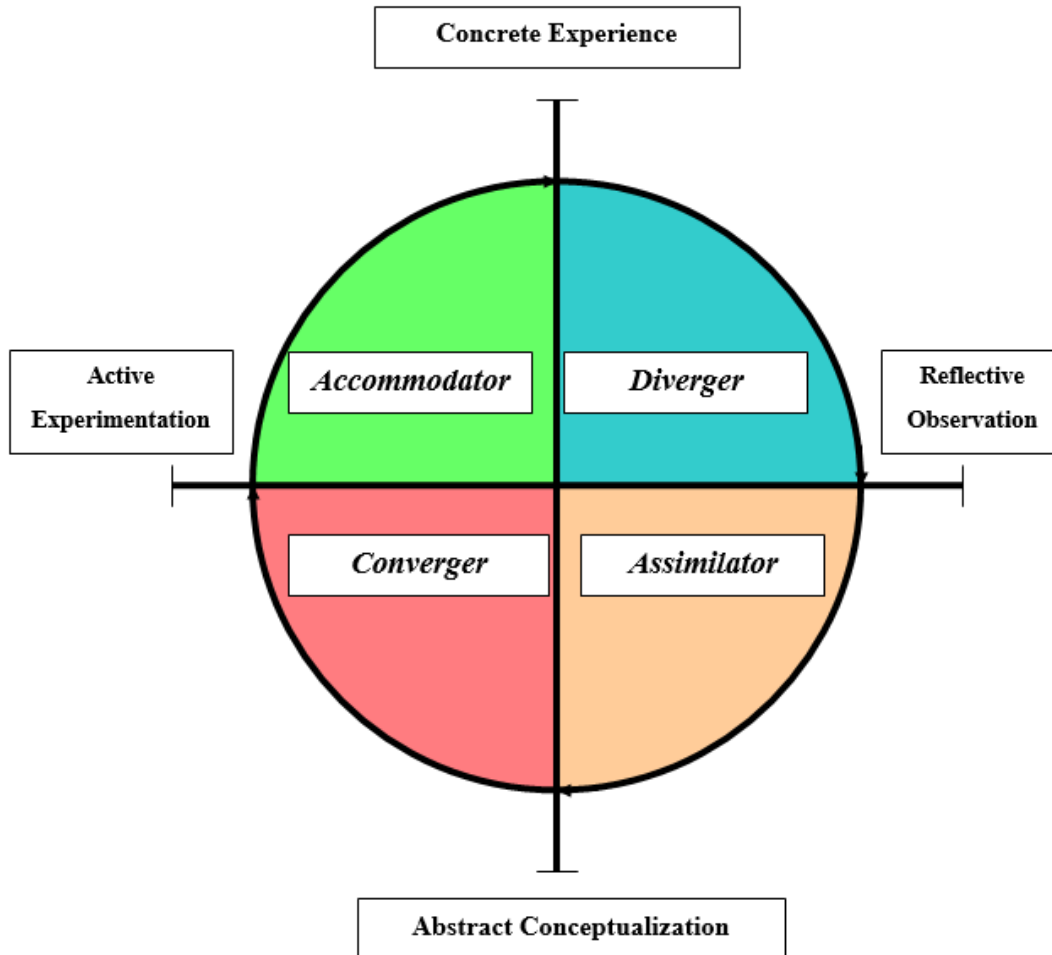 Concrete Experience
Active
Experimentation
Accommodator
Diverger
Reflective
Observation
Converger
Assimilator
Abstract Conceptualization